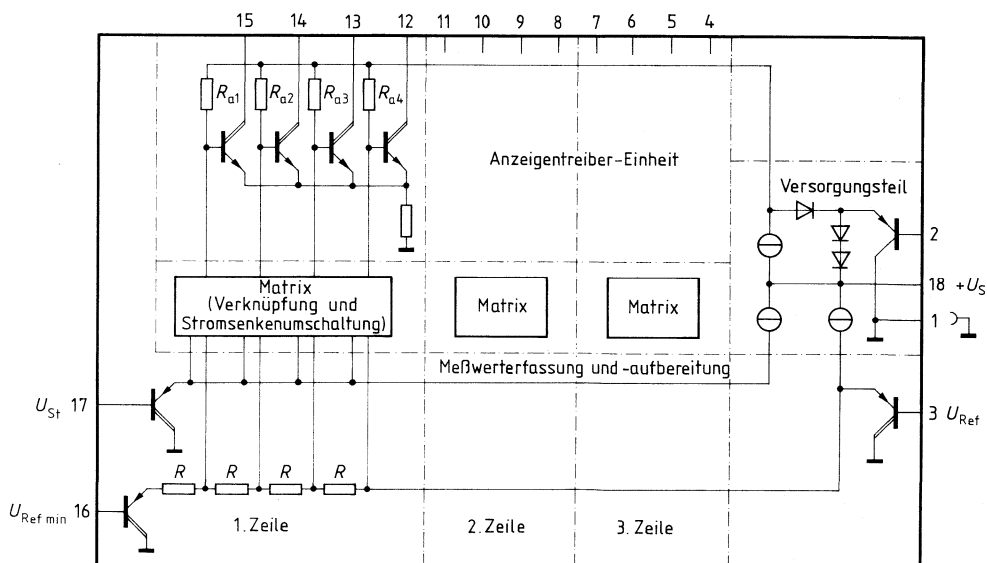 15 14 13 12 11 10 9 8 7 6 5 4
Ra1 Ra2 Ra3 Ra4
Anzeigentreiber-Einheit
Versorgungsteil
2
Matrix
(Verknüpfung und
Stromsenkenumschaltung)
Matrix
Matrix
18 +US
1
Meßwerterfassung und -aufbereitung
USt 17
3 URef
R R R R
URef min 16
1. Zeile
2. Zeile
3. Zeile